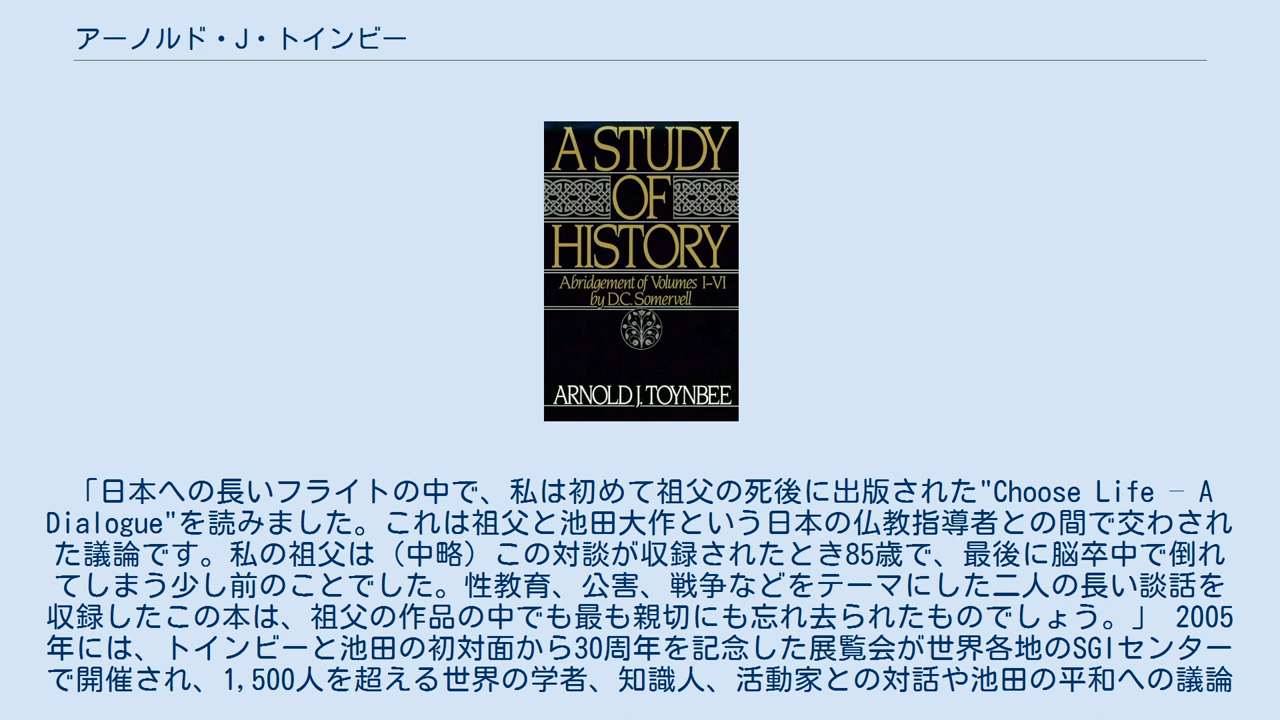 アーノルド・J・トインビー
A STUDY
OF
HISTORY
Abridgement of Volumes I-VI
by D.C. Somervell
ARNOLD J. TOYNBEE
「日本への長いフライトの中で、私は初めて祖父の死後に出版された"Choose Life – A
Dialogue"を読みました。これは祖父と池田大作という日本の仏教指導者との間で交わされ
た議論です。私の祖父は（中略）この対談が収録されたとき85歳で、最後に脳卒中で倒れ
てしまう少し前のことでした。性教育、公害、戦争などをテーマにした二人の長い談話を
収録したこの本は、祖父の作品の中でも最も親切にも忘れ去られたものでしょう。」 2005
年には、トインビーと池田の初対面から30周年を記念した展覧会が世界各地のSGIセンター
で開催され、1,500人を超える世界の学者、知識人、活動家との対話や池田の平和への議論